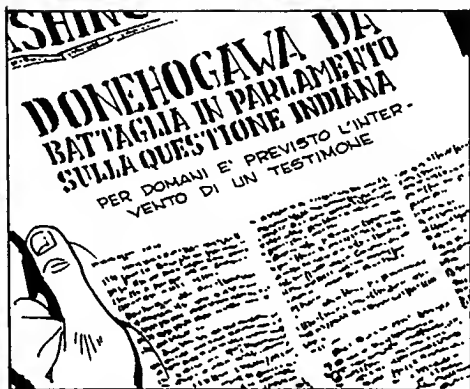 DONEHOGAWA DA
BATTAGLIA IN PARLAMENTO
SULLA QUESTIONE INDIANA
PER DOMANI E' PREVISTO L'INTER-
VENTO DI UN TESTIMONE